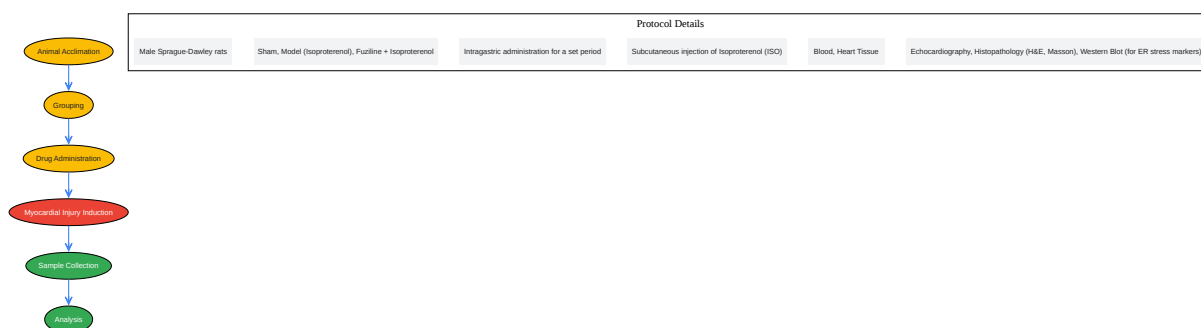 Protocol Details
Animal Acclimation
Male Sprague-Dawley rats
Sham, Model (Isoproterenol), Fuziline + Isoproterenol
Intragastric administration for a set period
Subcutaneous injection of Isoproterenol (ISO)
Blood, Heart Tissue
Echocardiography, Histopathology (H&E, Masson), Western Blot (for ER stress markers)
Grouping
Drug Administration
Myocardial Injury Induction
Sample Collection
Analysis